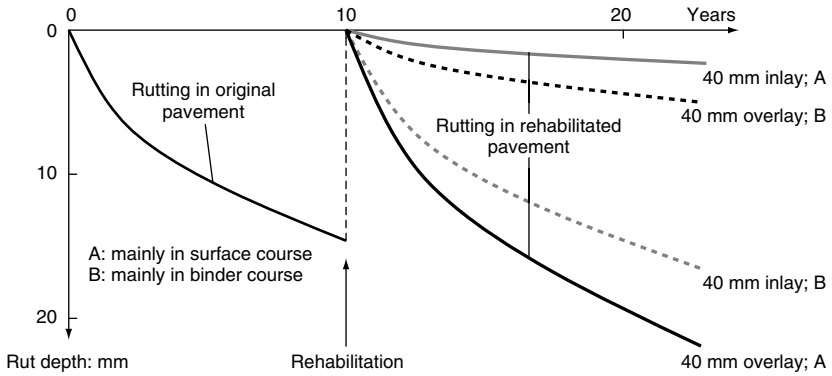 0 10 20 Years
0
40 mm inlay; A
40 mm overlay; B
Rutting in original
pavement
Rutting in rehabilitated
pavement
10
A: mainly in surface course
B: mainly in binder course
40 mm inlay; B
20
Rut depth: mm
Rehabilitation
40 mm overlay; A